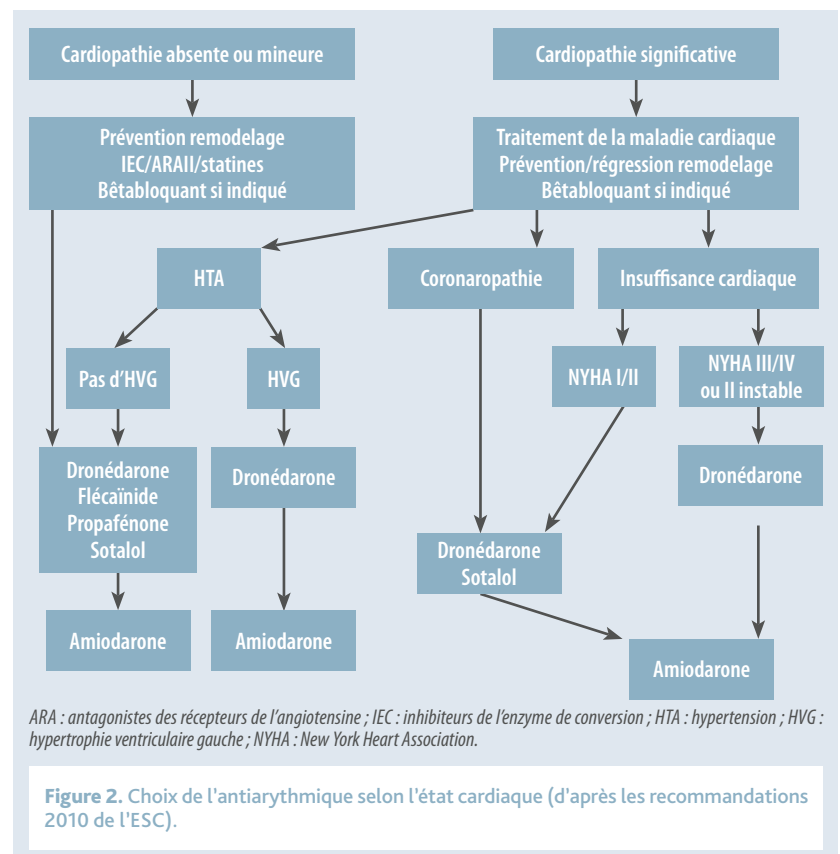 Cardiopathie absente ou mineure
Cardiopathie significative
Prévention remodelage
IEC/ARAII/statines
Bêtabloquant si indiqué
Traitement de la maladie cardiaque
Prévention/régression remodelage
Bêtabloquant si indiqué
HTA
Coronaropathie
Insuffisance cardiaque
Pas d'HVG
HVG
NYHA I/II
NYHA III/IV
ou II instable
Dronédarone
Flécaïnide
Propafénone
Sotalol
Dronédarone
Dronédarone
Dronédarone
Sotalol
Amiodarone
Amiodarone
Amiodarone
ARA : antagonistes des récepteurs de l'angiotensine ; IEC : inhibiteurs de l'enzyme de conversion ; HTA : hypertension ; HVG :
hypertrophie ventriculaire gauche ; NYHA : New York Heart Association.
Figure 2. Choix de l'antiarythmique selon l'état cardiaque (d'après les recommandations
2010 de l'ESC).